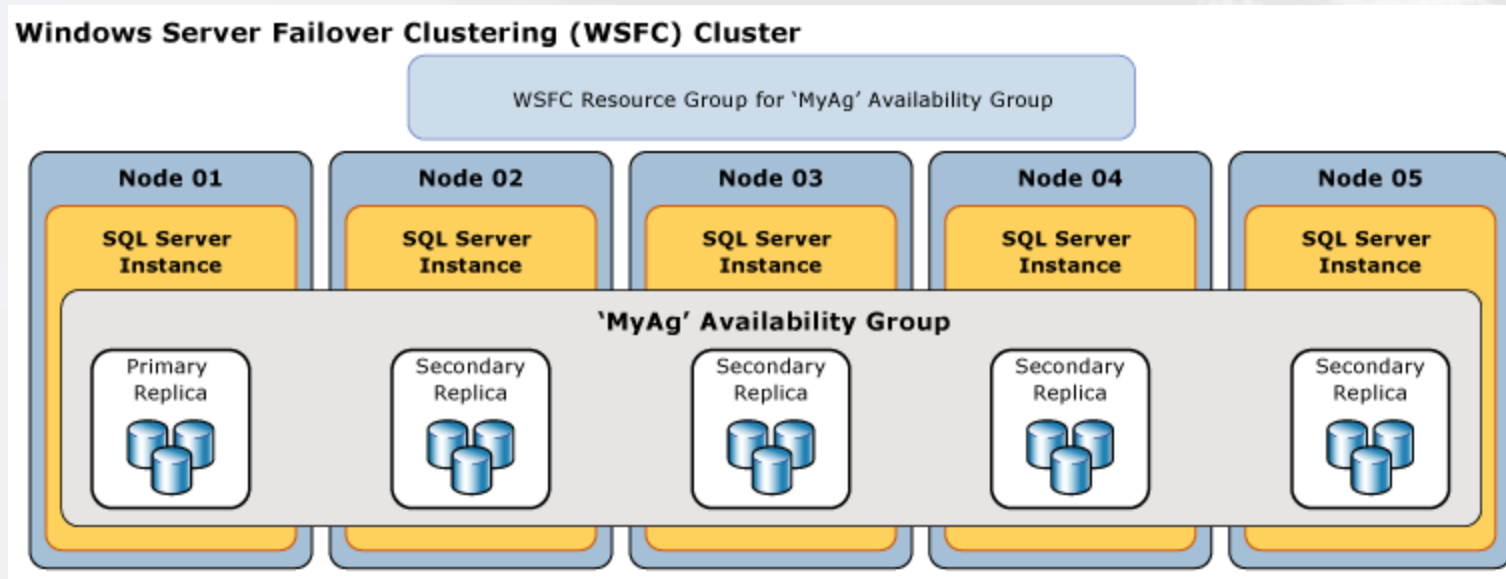 Windows Server Failover Clustering (WSFC) Cluster
WSFC Resource Group for ‘MyAg’ Availability Group
Node 01
Node 02
Node 03
Node 04
Node 05
SQL Server
Instance
SQL Server
Instance
SQL Server
Instance
SQL Server
Instance
SQL Server
Instance
‘MyAg’ Availability Group
Primary
Replica
Secondary
Replica
Secondary
Replica
Secondary
Replica
Secondary
Replica